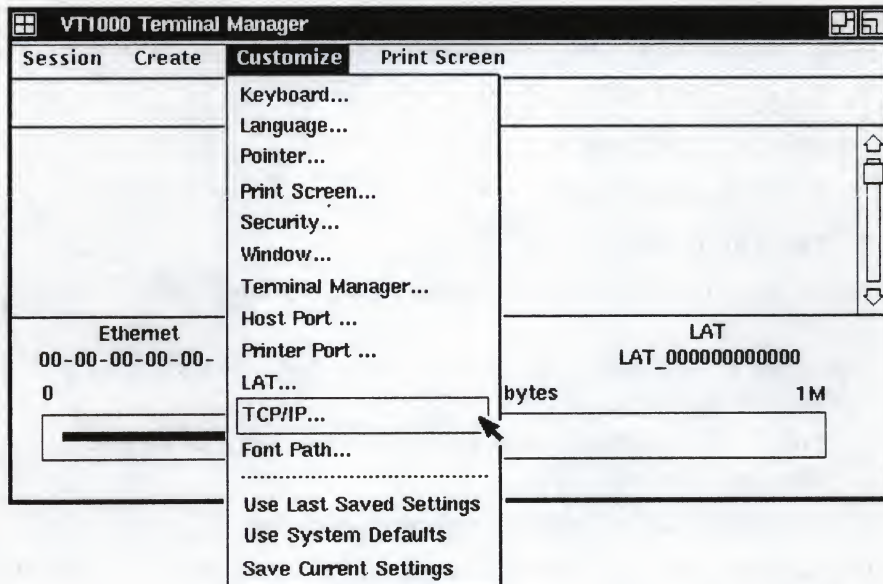 VT1000 Terminal Manager
Session Create Customize Print Screen
Keyboard...
Language...
Pointer...
Print Screen...
Security...
Window...
Terminal Manager...
Host Port ...
Printer Port ...
LAT...
TCP/IP...
Font Path...
Use Last Saved Settings
Use System Defaults
Save Current Settings
Ethernet
00-00-00-00-00-
LAT
LAT_000000000000
0 bytes 1M